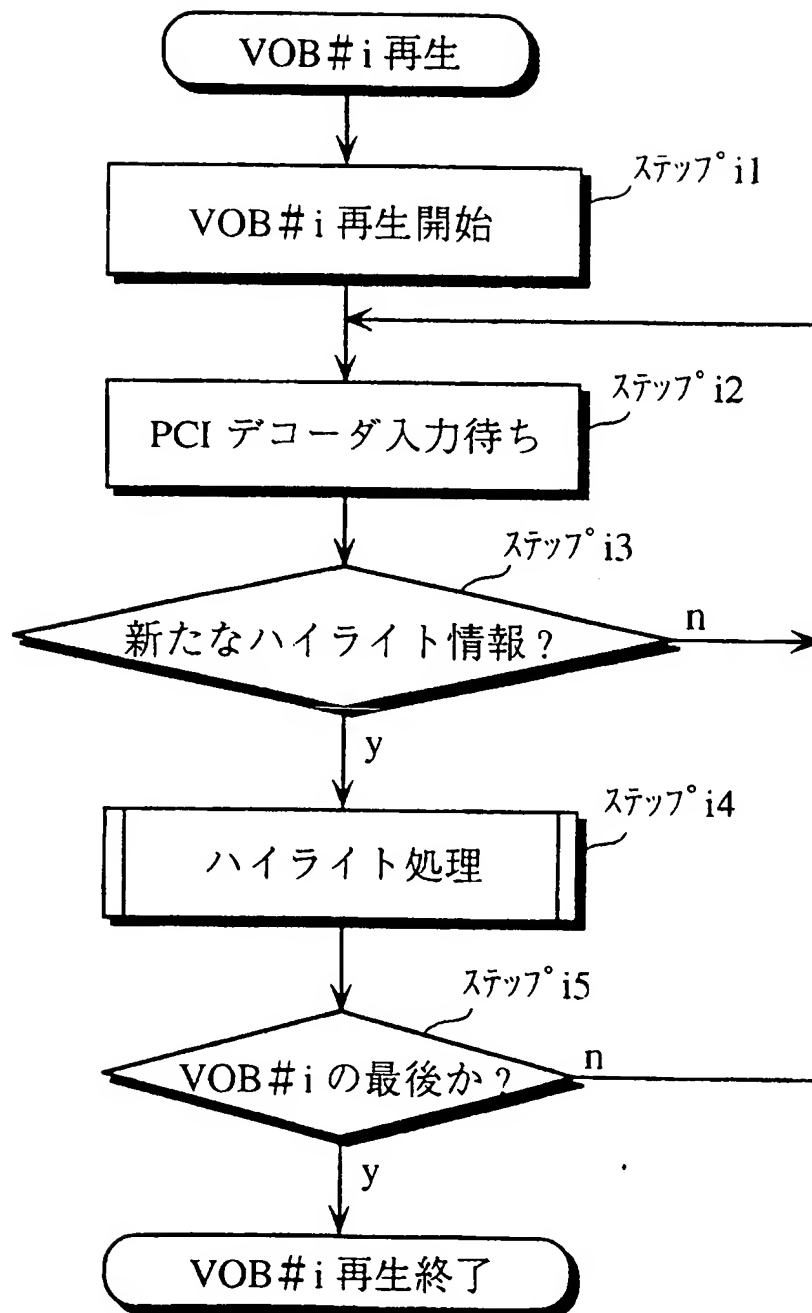 VOB＃i 再生
ステップ i1
VOB＃i 再生開始
ステップ i2
PCI デコーダ入力待ち
ステップ i3
新たなハイライト情報？
n
y
ステップ i4
ハイライト処理
ステップ i5
VOB＃i の最後か？
n
y
VOB＃i 再生終了